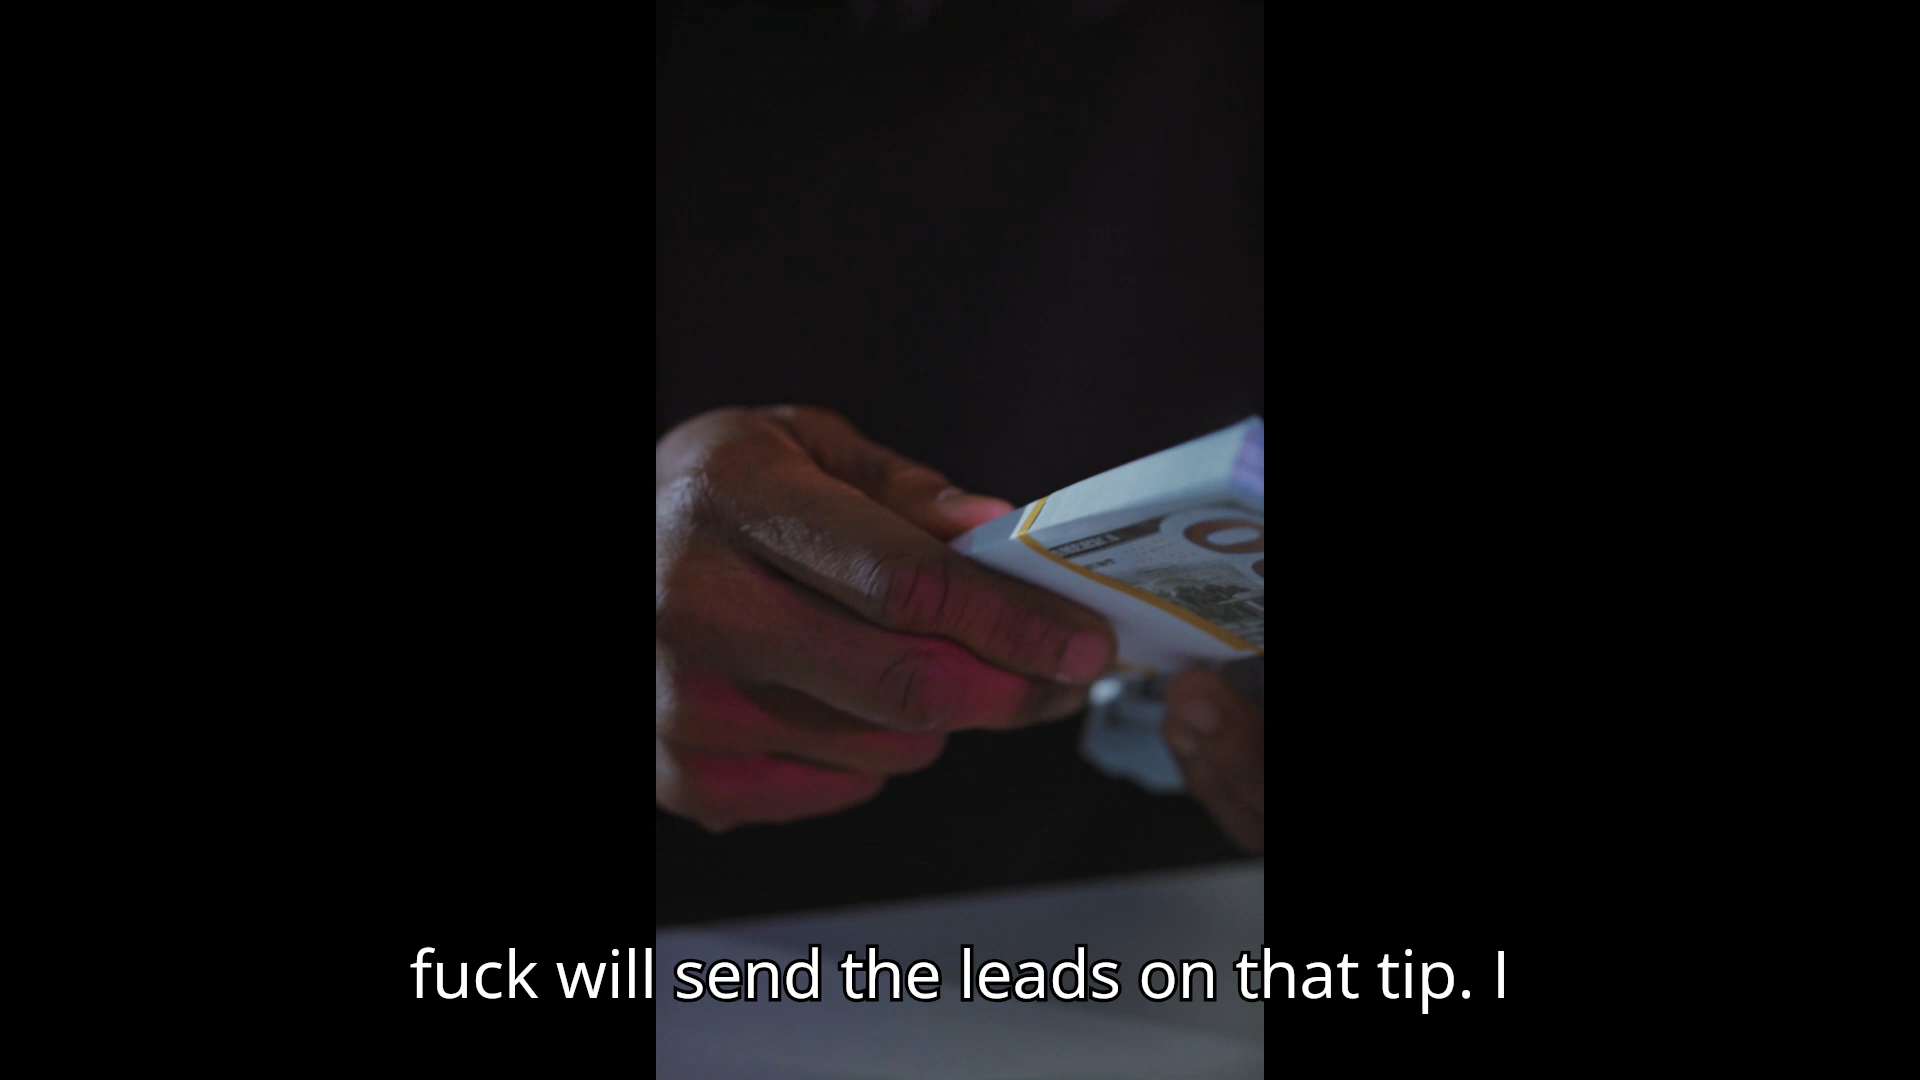 fuck will send the leads on that tip. I